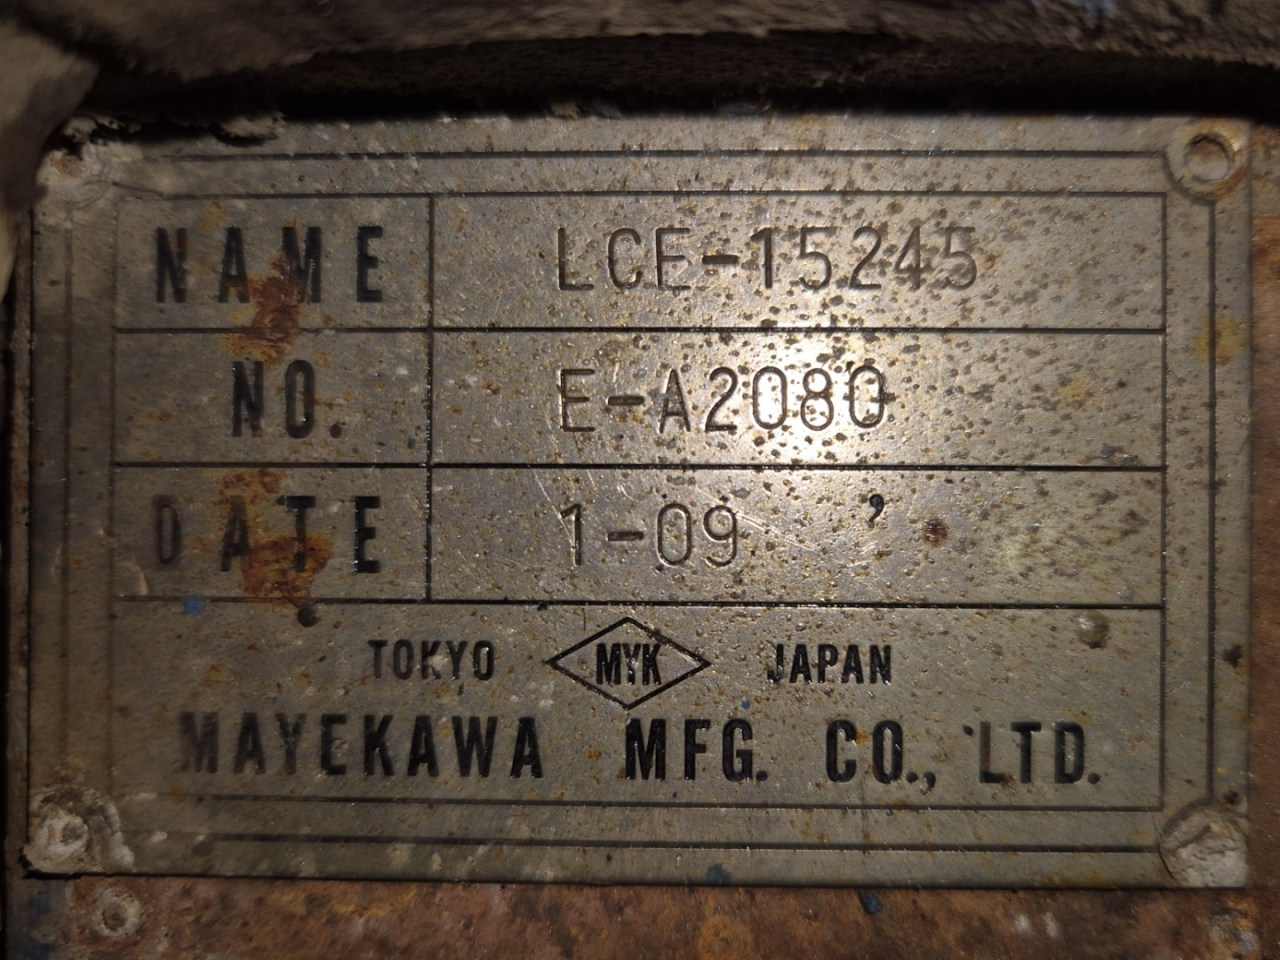 NAME LCE-15245
NO. E-A2080
DATE 1-09 ’
TOKYO MYK JAPAN
MAYEKAWA MFG. CO., LTD.